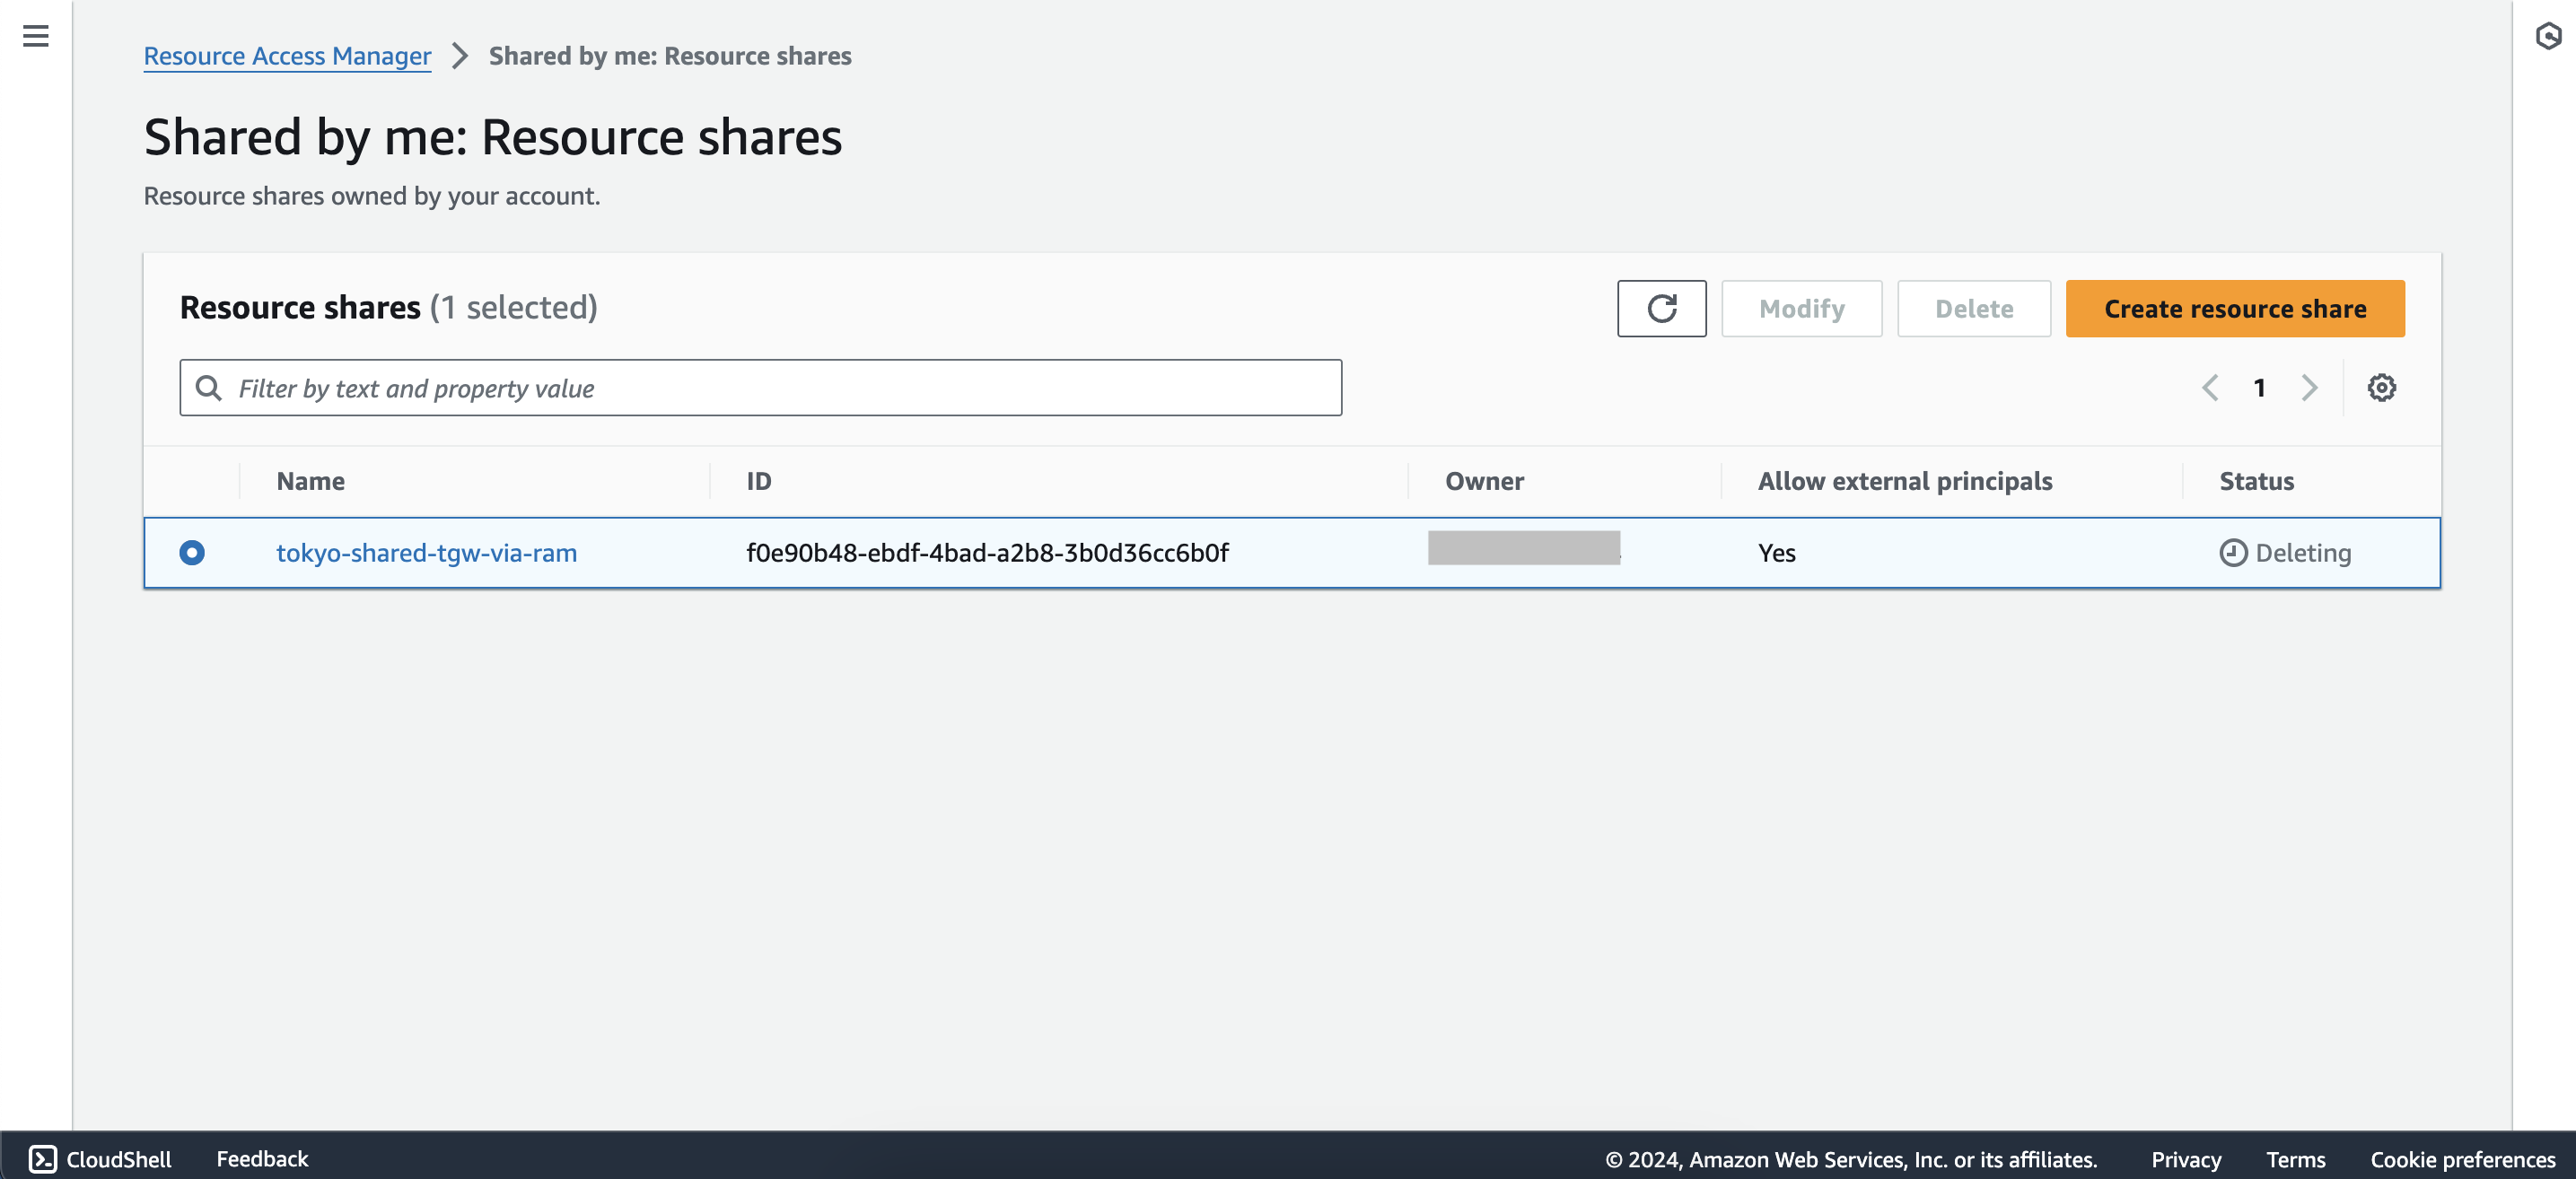 Resource Access Manager > Shared by me: Resource shares
Shared by me: Resource shares
Resource shares owned by your account.
Resource shares (1 selected)
Modify
Delete
Create resource share
Filter by text and property value
1
Name ID Owner Allow external principals Status
tokyo-shared-tgw-via-ram f0e90b48-ebdf-4bad-a2b8-3b0d36cc6b0f Yes Deleting
CloudShell Feedback © 2024, Amazon Web Services, Inc. or its affiliates. Privacy Terms Cookie preferences